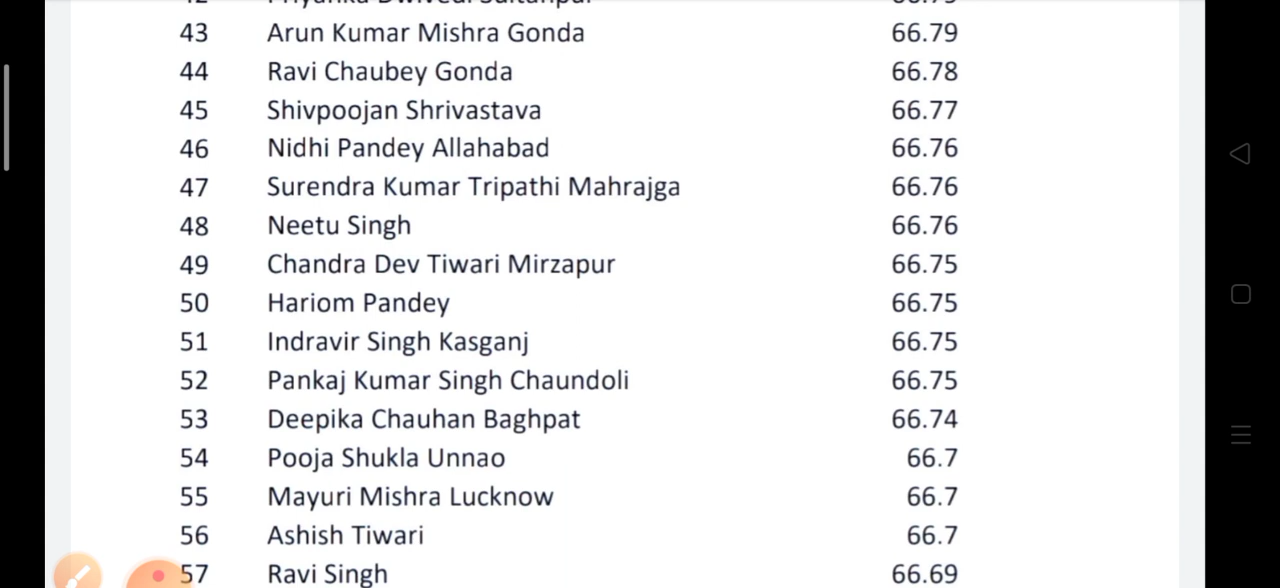 43 Arun Kumar Mishra Gonda 66.79
44 Ravi Chaubey Gonda 66.78
45 Shivpoojan Shrivastava 66.77
46 Nidhi Pandey Allahabad 66.76
47 Surendra Kumar Tripathi Mahrajga 66.76
48 Neetu Singh 66.76
49 Chandra Dev Tiwari Mirzapur 66.75
50 Hariom Pandey 66.75
51 Indravir Singh Kasganj 66.75
52 Pankaj Kumar Singh Chaundoli 66.75
53 Deepika Chauhan Baghpat 66.74
54 Pooja Shukla Unnao 66.7
55 Mayuri Mishra Lucknow 66.7
56 Ashish Tiwari 66.7
57 Ravi Singh 66.69